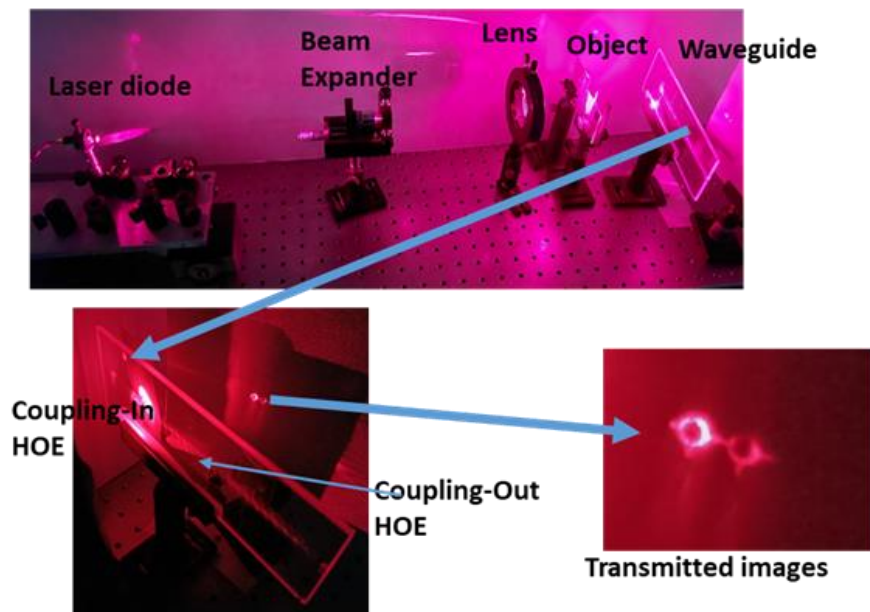 Laser diode
Beam
Expander
Lens
Object
Waveguide
Coupling-In
HOE
Coupling-Out
HOE
Transmitted images